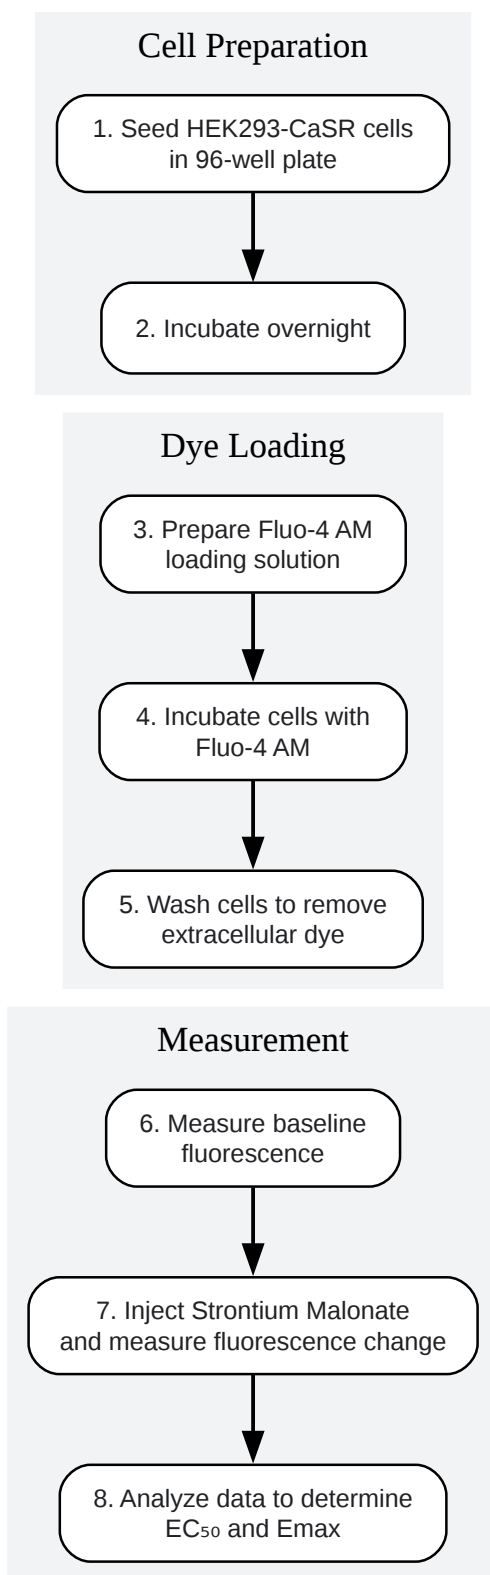 Cell Preparation
1. Seed HEK293-CaSR cells
in 96-well plate
2. Incubate overnight
Dye Loading
3. Prepare Fluo-4 AM
loading solution
4. Incubate cells with
Fluo-4 AM
5. Wash cells to remove
extracellular dye
Measurement
6. Measure baseline
fluorescence
7. Inject Strontium Malonate
and measure fluorescence change
8. Analyze data to determine
EC₅₀ and Emax